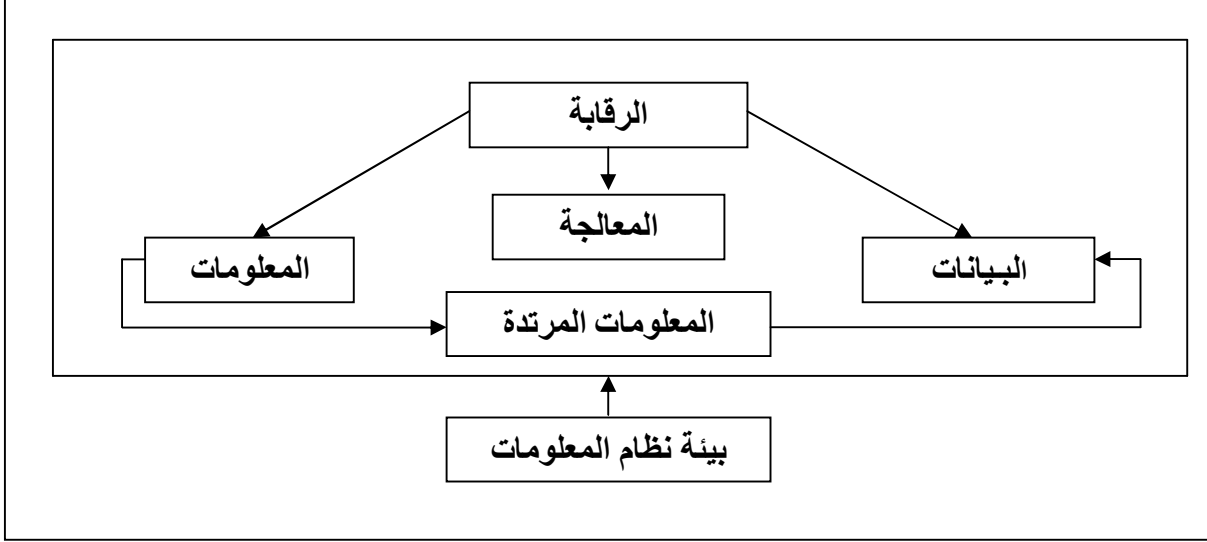 الرقابة
المعالجة
البيانات
المعلومات
المعلومات المرتدة
بيئة نظام المعلومات